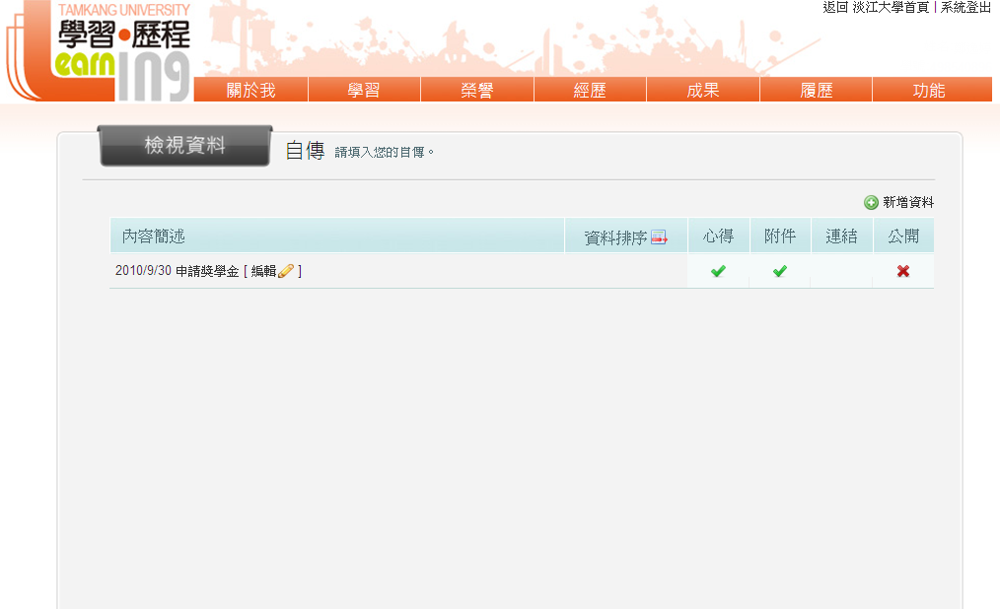 返回 淡江大學首頁 | 系統登出
TAMKANG UNIVERSITY
學習•歷程
earning
關於我 學習 榮譽 經歷 成果 履歷 功能
檢視資料 自傳 請填入您的自傳。
新增資料
內容簡述 資料排序 心得 附件 連結 公開
2010/9/30 申請獎學金 [ 編輯 ]